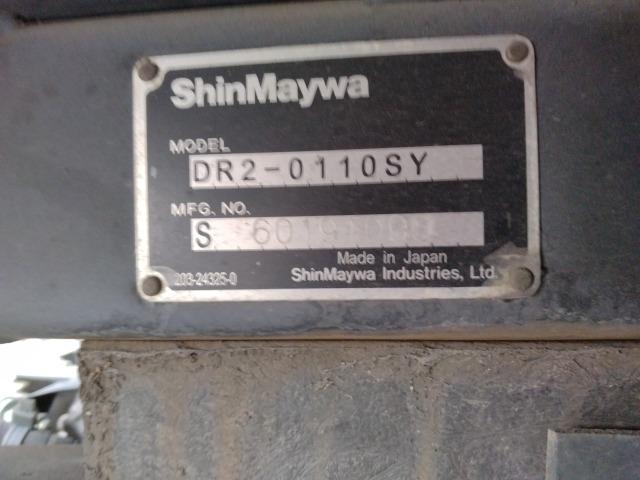 ShinMaywa
MODEL
DR2-0110SY
MFG. NO.
S
Made in Japan
203-24325-0
ShinMaywa Industries, Ltd.